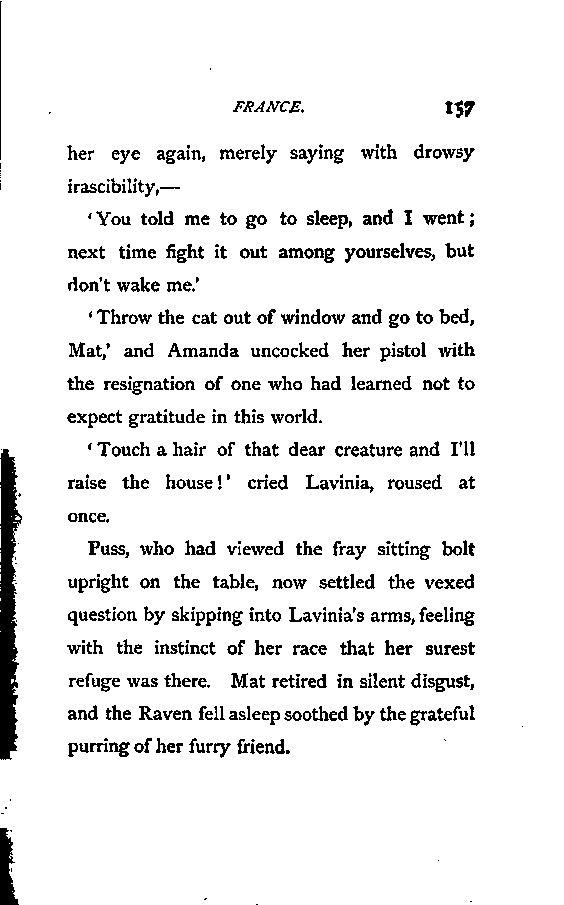 FRANCE. 157
her eye again, merely saying with drowsy
irascibility,—
'You told me to go to sleep, and I went;
next time fight it out among yourselves, but
don't wake me.'
'Throw the cat out of window and go to bed,
Mat,' and Amanda uncocked her pistol with
the resignation of one who had learned not to
expect gratitude in this world.
'Touch a hair of that dear creature and I'll
raise the house!' cried Lavinia, roused at
once.
Puss, who had viewed the fray sitting bolt
upright on the table, now settled the vexed
question by skipping into Lavinia's arms, feeling
with the instinct of her race that her surest
refuge was there. Mat retired in silent disgust,
and the Raven fell asleep soothed by the grateful
purring of her furry friend.